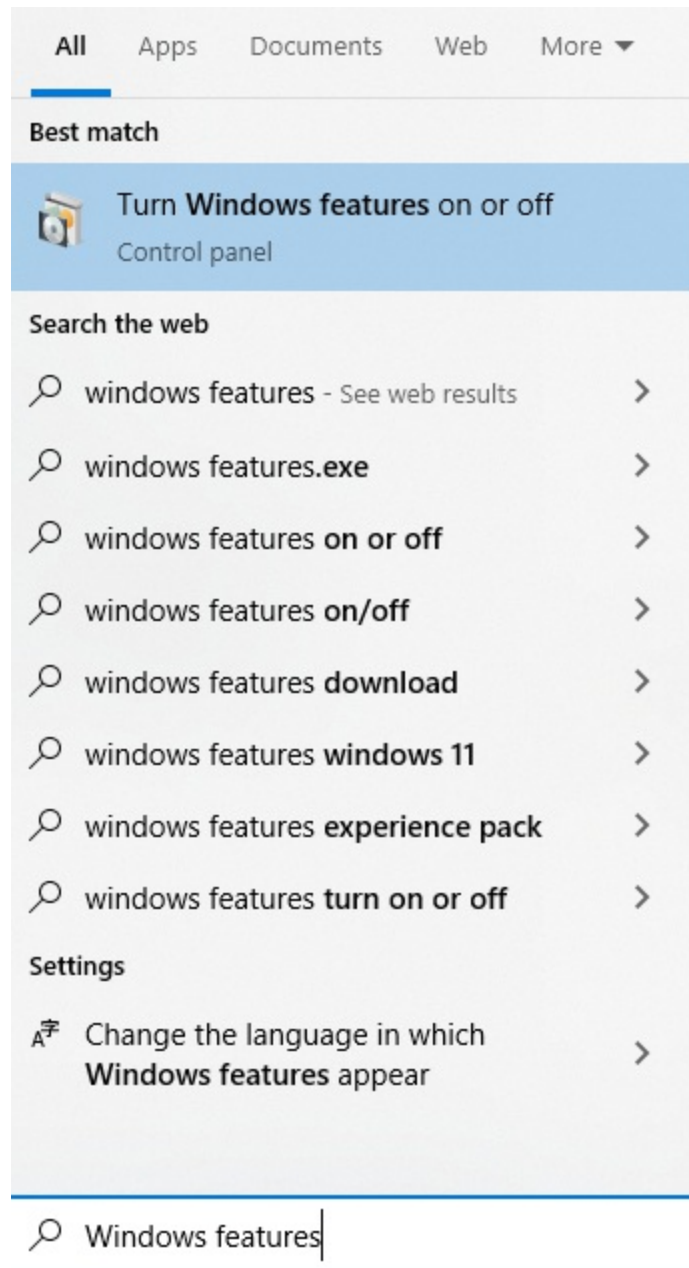 All Apps Documents Web More
Best match
Turn Windows features on or off
Control panel
Search the web
windows features - See web results
windows features.exe
windows features on or off
windows features on/off
windows features download
windows features windows 11
windows features experience pack
windows features turn on or off
Settings
A字 Change the language in which
Windows features appear
Windows features